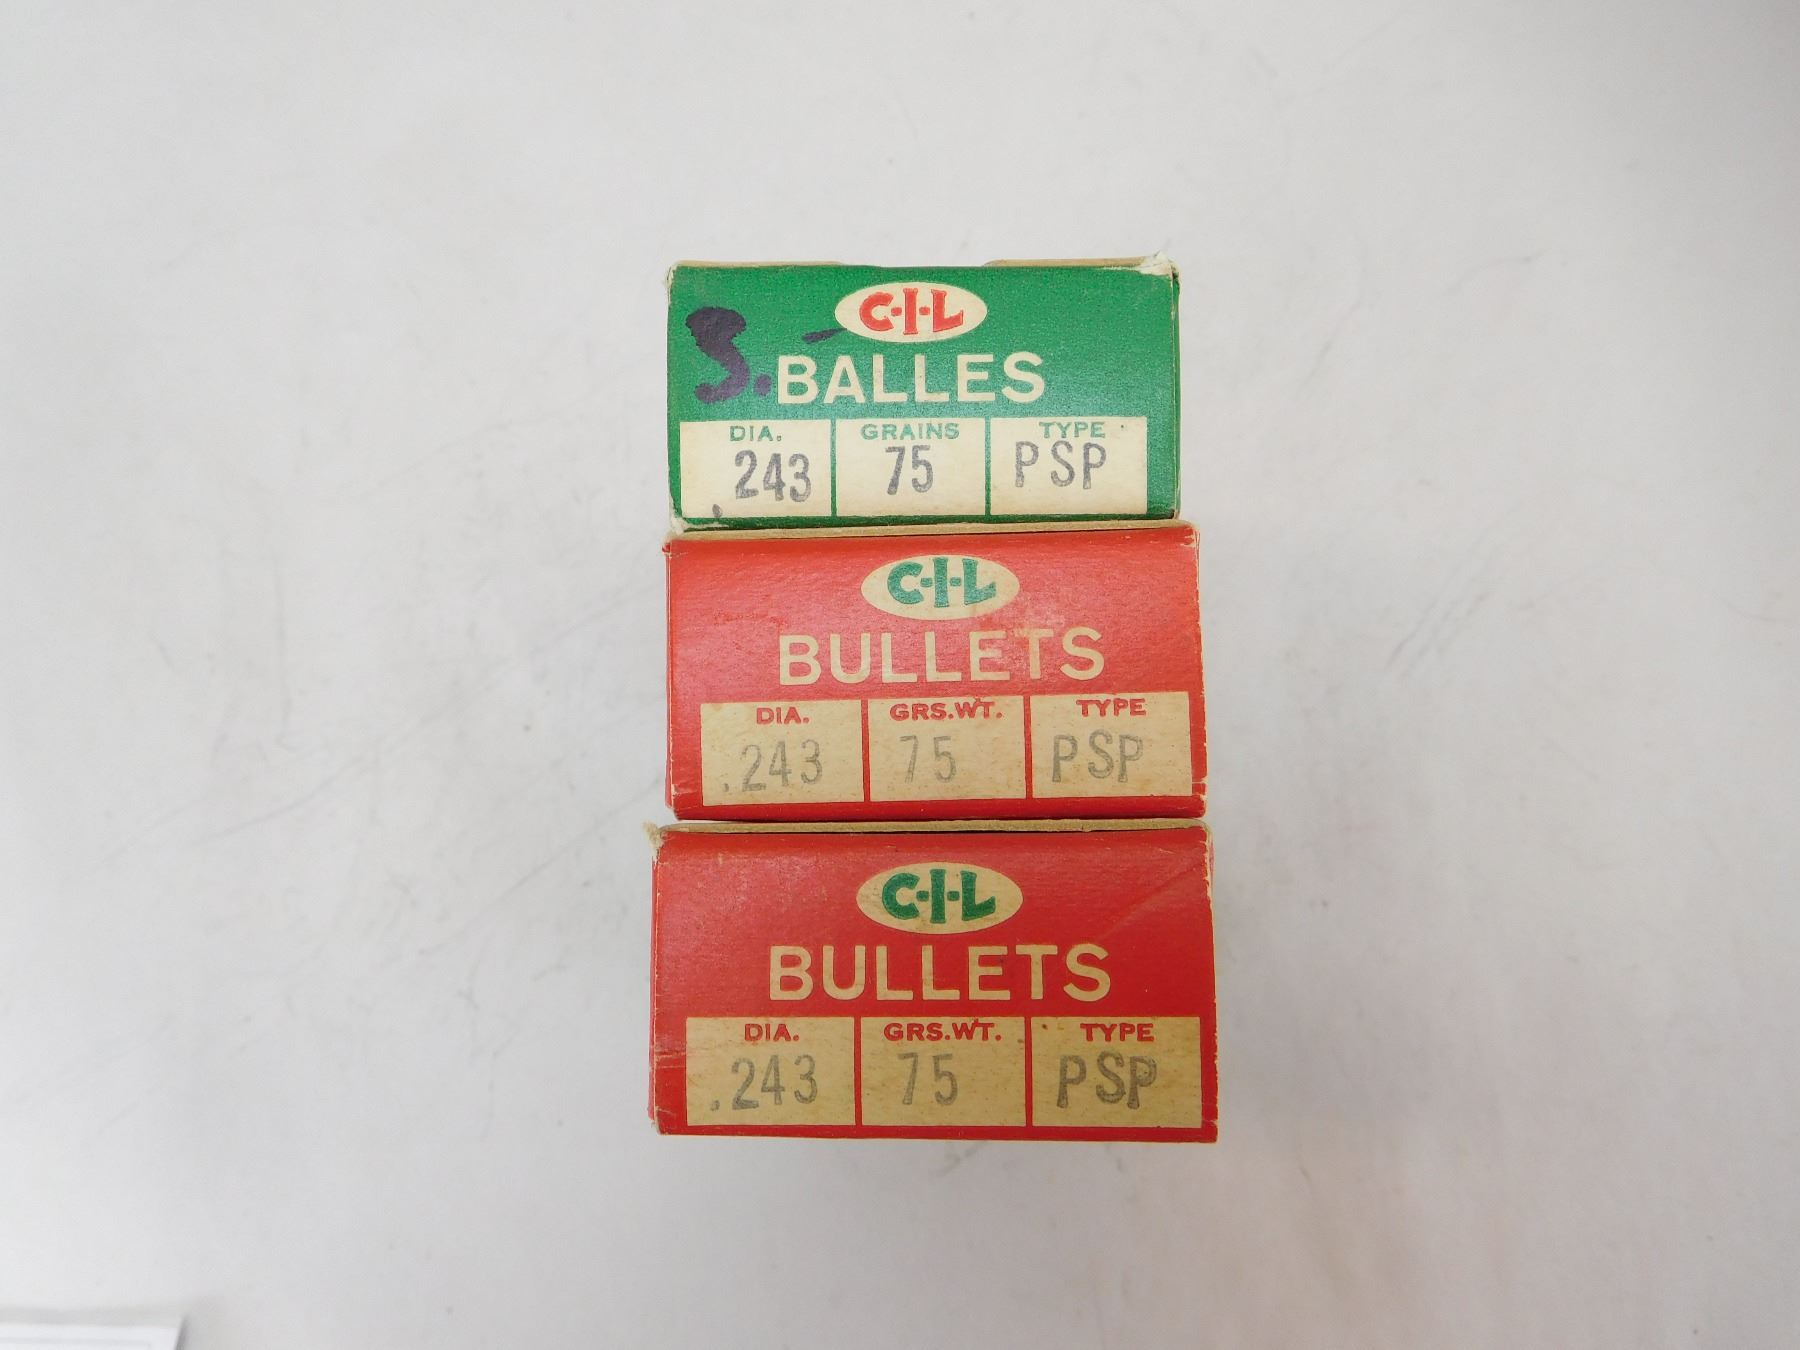 C-I-L
S.
BALLES
DIA. GRAINS TYPE
.243 75 PSP
C-I-L
BULLETS
DIA. GRS.WT. TYPE
.243 75 PSP
C-I-L
BULLETS
DIA. GRS.WT. TYPE
.243 75 PSP